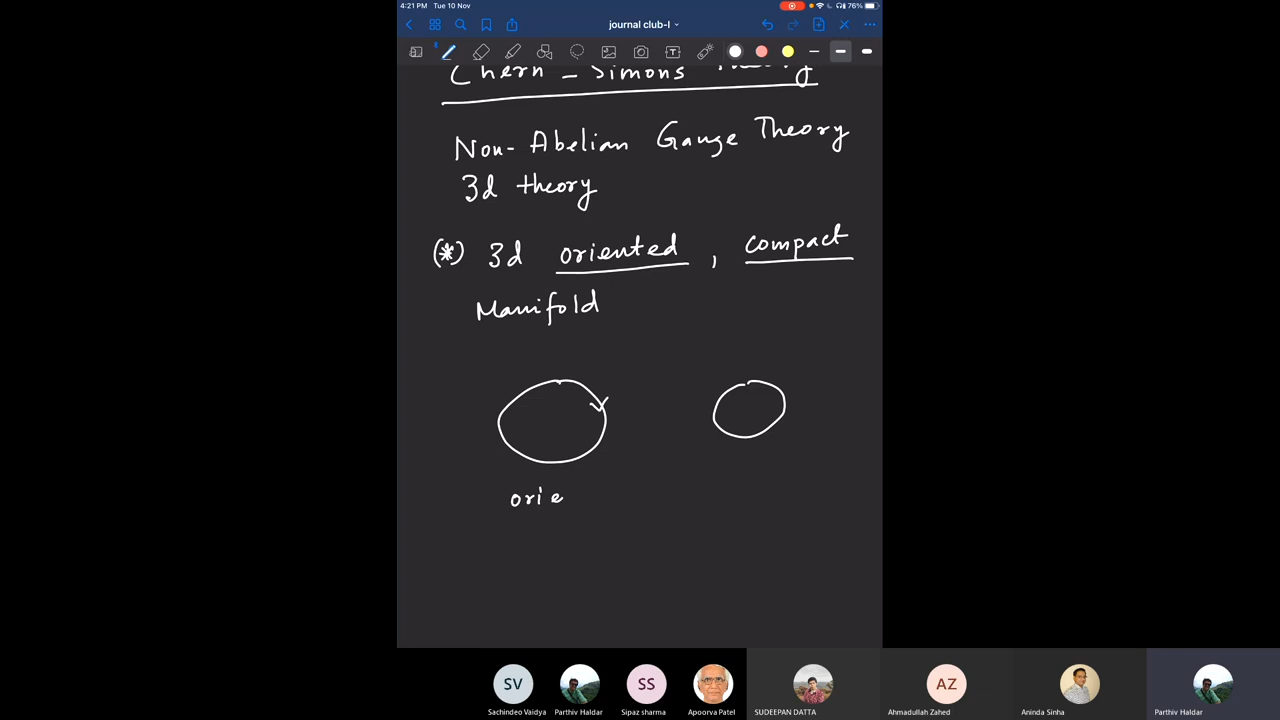 4:21 PM Tue 10 Nov
76%
journal club-I
Chern - Simons Theory
Non-Abelian Gauge Theory
3d theory
(*) 3d oriented, compact
Manifold
orie
SV
SS
AZ
Sachindeo Vaidya
Parthiv Haldar
Sipaz sharma
Apoorva Patel
SUDEEPAN DATTA
Ahmadullah Zahed
Aninda Sinha
Parthiv Haldar